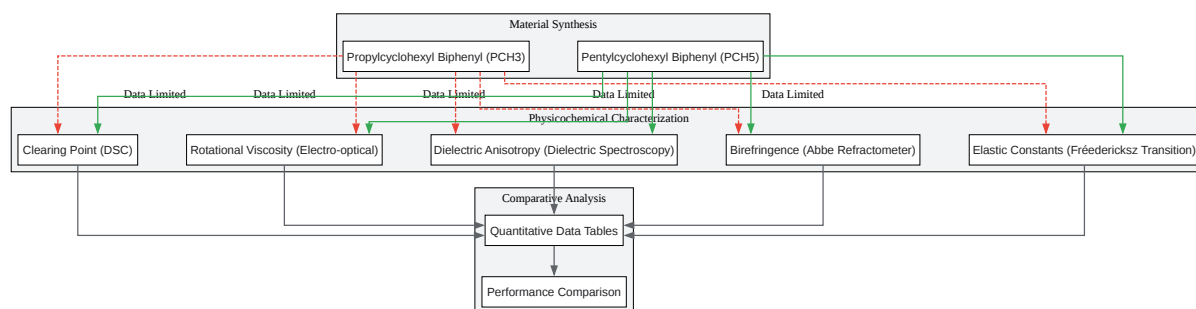 Material Synthesis
Propylcyclohexyl Biphenyl (PCH3)
Pentylcyclohexyl Biphenyl (PCH5)
Data Limited
Data Limited
Data Limited
Data Limited
Data Limited
Physicochemical Characterization
Clearing Point (DSC)
Rotational Viscosity (Electro-optical)
Dielectric Anisotropy (Dielectric Spectroscopy)
Birefringence (Abbe Refractometer)
Elastic Constants (Fréedericksz Transition)
Comparative Analysis
Quantitative Data Tables
Performance Comparison